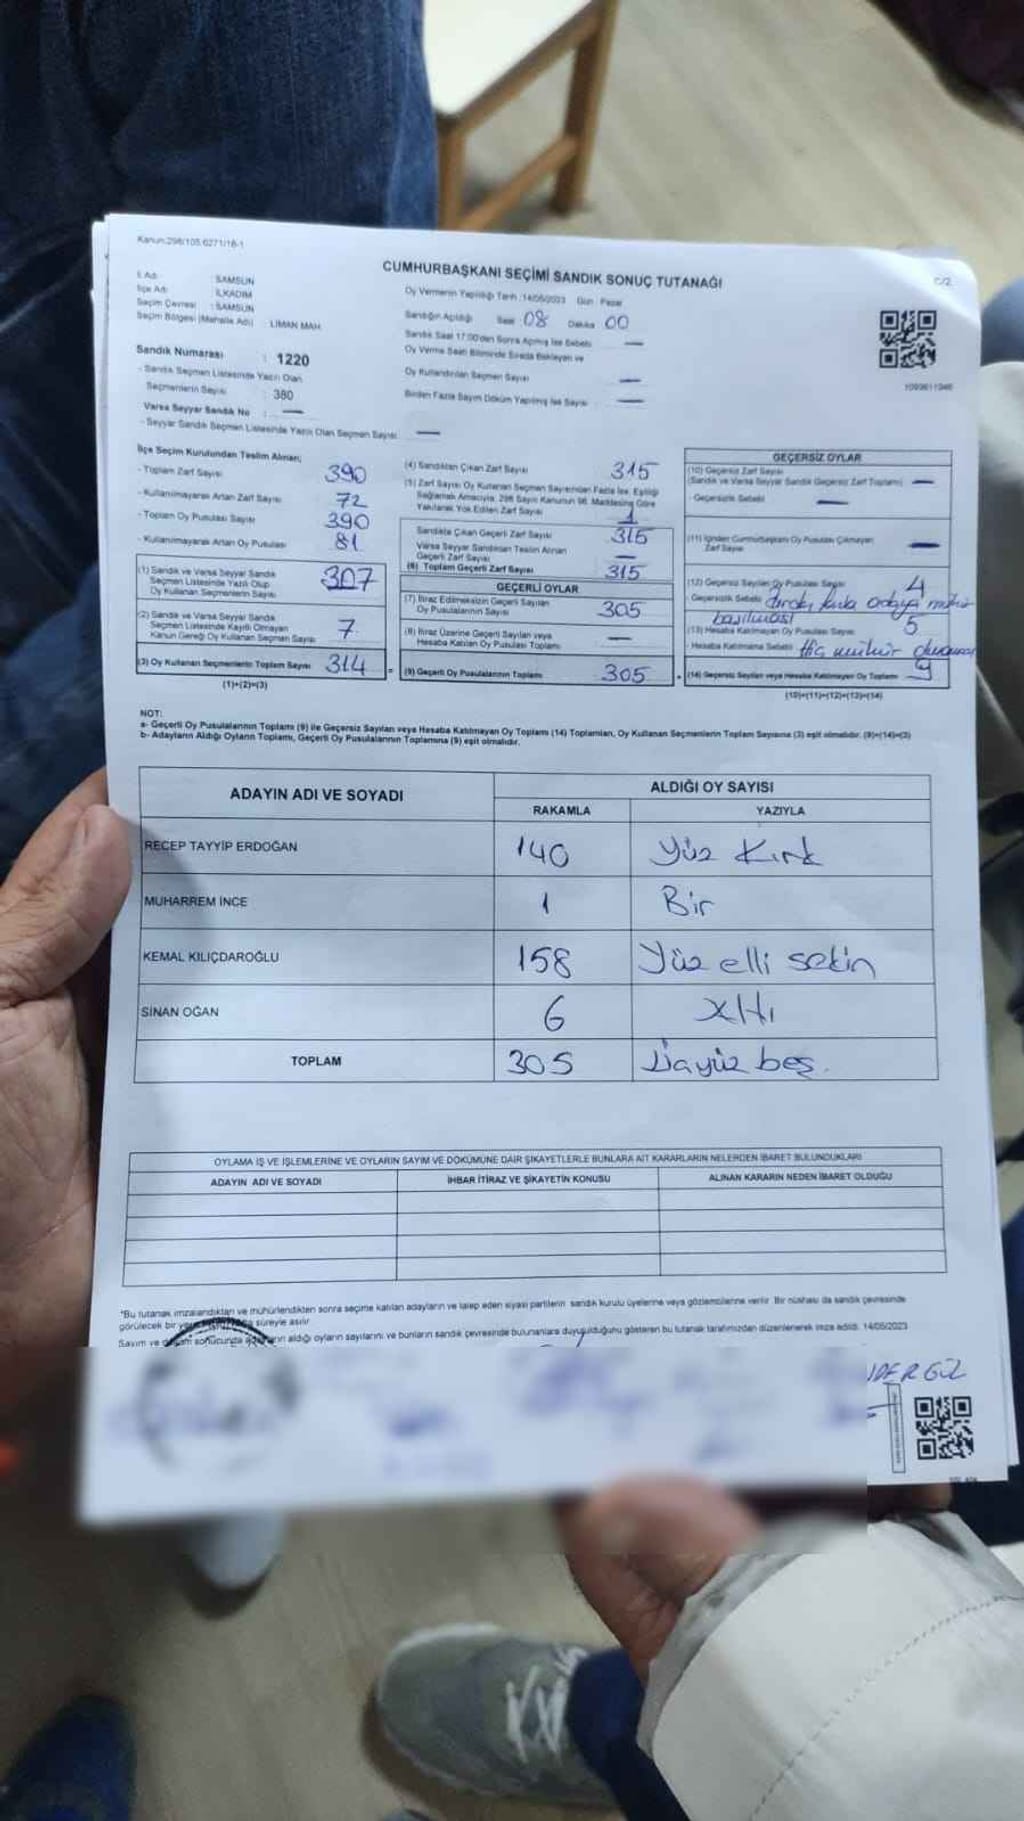 Kanun:298/105.6271/16-1
CUMHURBAŞKANI SEÇİMİ SANDIK SONUÇ TUTANAĞI
C/2
İl Adı : SAMSUN
İlçe Adı : İLKADIM
Seçim Çevresi : SAMSUN
Seçim Bölgesi (Mahalle Adı) LİMAN MAH.
Oy Vermenin Yapıldığı Tarih :14/05/2023 Gün : Pazar
Sandığın Açıldığı Saat 08 Dakika 00
Sandık Saat 17:00'den Sonra Açılmış İse Sebebi —
Oy Verme Saati Bitiminde Sırada Bekleyen ve
Oy Kullandırılan Seçmen Sayısı —
Birden Fazla Sayım Döküm Yapılmış İse Sayısı —
Sandık Numarası : 1220
- Sandık Seçmen Listesinde Yazılı Olan
Seçmenlerin Sayısı : 380
Varsa Seyyar Sandık No : —
- Seyyar Sandık Seçmen Listesinde Yazılı Olan Seçmen Sayısı —
İlçe Seçim Kurulundan Teslim Alınan;
- Toplam Zarf Sayısı 390
- Kullanılmayarak Artan Zarf Sayısı 72
- Toplam Oy Pusulası Sayısı 390
- Kullanılmayarak Artan Oy Pusulası 81
(1) Sandık ve Varsa Seyyar Sandık
Seçmen Listesinde Yazılı Olup
Oy Kullanan Seçmenlerin Sayısı 307
(2) Sandık ve Varsa Seyyar Sandık
Seçmen Listesinde Kayıtlı Olmayan
Kanun Gereği Oy Kullanan Seçmen Sayısı 7
(3) Oy Kullanan Seçmenlerin Toplam Sayısı 314
(1)+(2)=(3)
(4) Sandıktan Çıkan Zarf Sayısı 315
(5) Zarf Sayısı Oy Kullanan Seçmen Sayısından Fazla İse, Eşitliği
Sağlamak Amacıyla, 298 Sayılı Kanunun 98. Maddesine Göre
Yakılarak Yok Edilen Zarf Sayısı 1
Sandıkta Çıkan Geçerli Zarf Sayısı 315
Varsa Seyyar Sandıktan Teslim Alınan
Geçerli Zarf Sayısı —
(6) Toplam Geçerli Zarf Sayısı 315
GEÇERLİ OYLAR
(7) İtiraz Edilmeksizin Geçerli Sayılan
Oy Pusulalarının Sayısı 305
(8) İtiraz Üzerine Geçerli Sayılan veya
Hesaba Katılan Oy Pusulası Toplamı —
(9) Geçerli Oy Pusulalarının Toplamı 305
GEÇERSİZ OYLAR
(10) Geçersiz Zarf Sayısı
(Sandık ve Varsa Seyyar Sandık Geçersiz Zarf Toplamı) —
- Geçersizlik Sebebi —
(11) İçinden Cumhurbaşkanı Oy Pusulası Çıkmayan
Zarf Sayısı —
(12) Geçersiz Sayılan Oy Pusulası Sayısı 4
- Geçersizlik Sebebi Birden fazla adaya mühür
basılması
(13) Hesaba Katılmayan Oy Pusulası Sayısı 5
- Hesaba Katılmama Sebebi Hiç mühür
(14) Geçersiz Sayılan veya Hesaba Katılmayan Oy Toplamı 9
(10)+(11)+(12)+(13)=(14)
NOT:
a- Geçerli Oy Pusulalarının Toplamı (9) ile Geçersiz Sayılan veya Hesaba Katılmayan Oy Toplamı (14) Toplamları, Oy Kullanan Seçmenlerin Toplam Sayısına (3) eşit olmalıdır. (9)+(14)=(3)
b- Adayların Aldığı Oyların Toplamı, Geçerli Oy Pusulalarının Toplamına (9) eşit olmalıdır.
ADAYIN ADI VE SOYADI ALDIĞI OY SAYISI
RAKAMLA YAZIYLA
RECEP TAYYİP ERDOĞAN 140 Yüz Kırk
MUHARREM İNCE 1 Bir
KEMAL KILIÇDAROĞLU 158 Yüz elli sekin
SİNAN OĞAN 6
TOPLAM 305 beş.
OYLAMA İŞ VE İŞLEMLERİNE VE OYLARIN SAYIM VE DÖKÜMÜNE DAİR ŞİKAYETLERLE BUNLARA AİT KARARLARIN NELERDEN İBARET BULUNDUKLARI
ADAYIN ADI VE SOYADI İHBAR İTİRAZ VE ŞİKAYETİN KONUSU ALINAN KARARIN NEDEN İBARET OLDUĞU
"Bu tutanak imzalandıktan ve mühürlendikten sonra seçime katılan adayların ve talep eden siyasi partilerin sandık kurulu üyelerine veya gözlemcilerine verilir. Bir nüshası da sandık çevresinde
görülecek bir süreyle asılır
Sayım ve sonucunda aldığı oyların sayılarını ve bunların sandık çevresinde bulunanlara duyurulduğunu gösteren bu tutanak tarafımızdan düzenlenerek imza edildi. 14/05/2023
GÜL